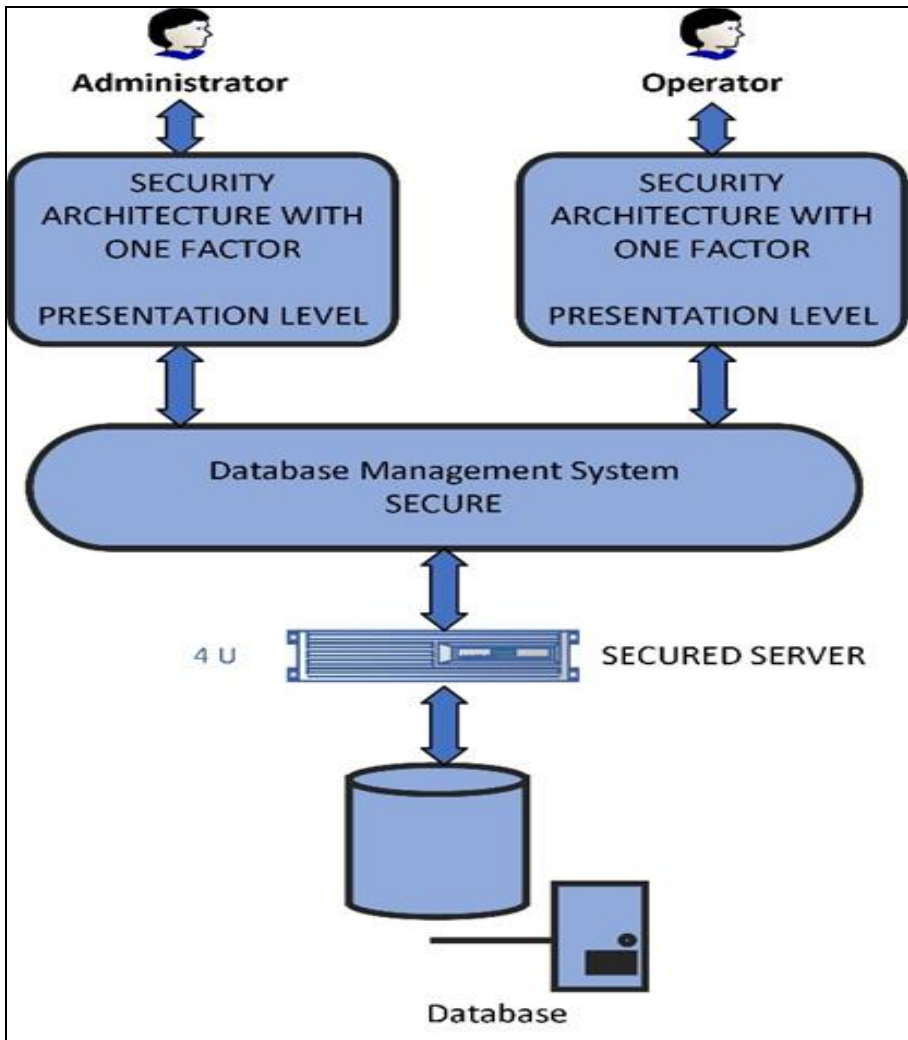 Administrator
Operator
SECURITY
ARCHITECTURE WITH
ONE FACTOR
PRESENTATION LEVEL
SECURITY
ARCHITECTURE WITH
ONE FACTOR
PRESENTATION LEVEL
Database Management System
SECURE
4 U
SECURED SERVER
Database